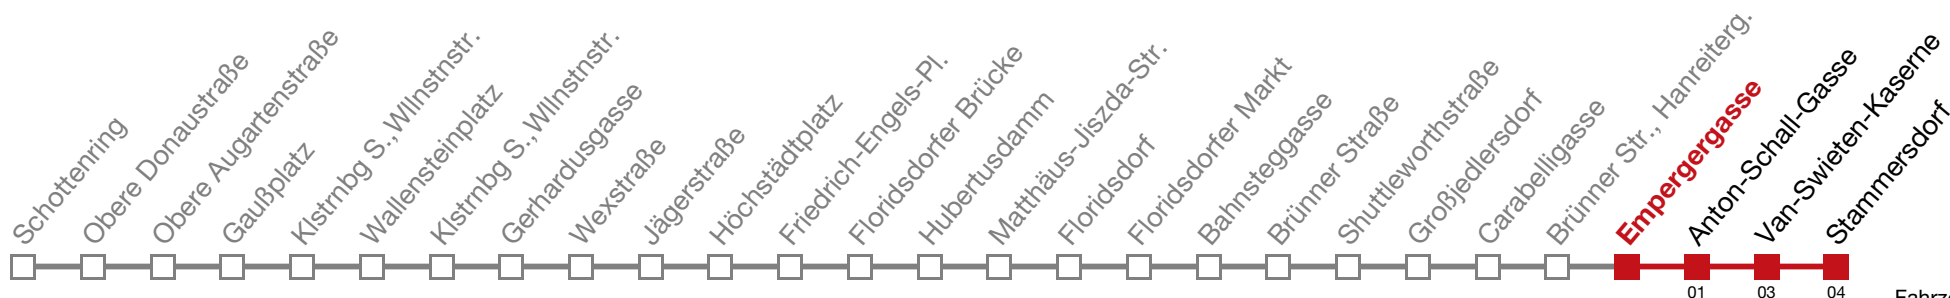 Schottenring
Obere Donaustraße
Obere Augartenstraße
Gaußplatz
Klstrnbg S., Wllnstnstr.
Wallensteinplatz
Klstrnbg S., Wllnstnstr.
Gerhardusgasse
Wexstraße
Jägerstraße
Höchstädtplatz
Friedrich-Engels-Pl.
Floridsdorfer Brücke
Hubertusdamm
Matthäus-Jiszda-Str.
Floridsdorf
Floridsdorfer Markt
Bahnsteggasse
Brünner Straße
Shuttleworthstraße
Großjedlersdorf
Carabelligasse
Brünner Str., Hanreiterg.
Empergergasse
Anton-Schall-Gasse
Van-Swieten-Kaserne
Stammersdorf
01 03 04